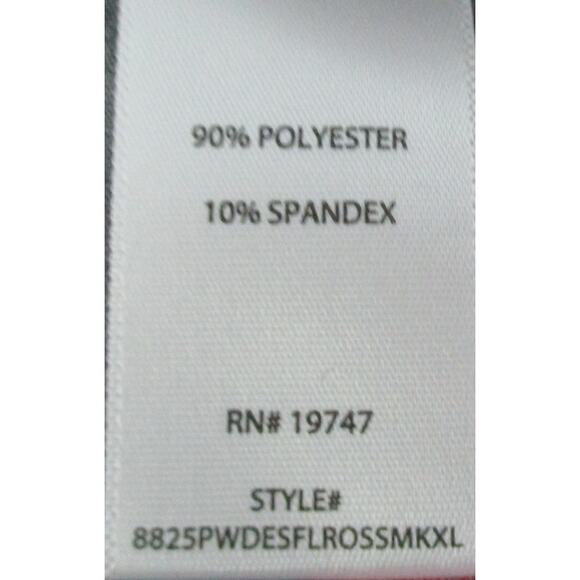 90% POLYESTER
10% SPANDEX
RN# 19747
STYLE#
8825PWDESFLROSSMKXL